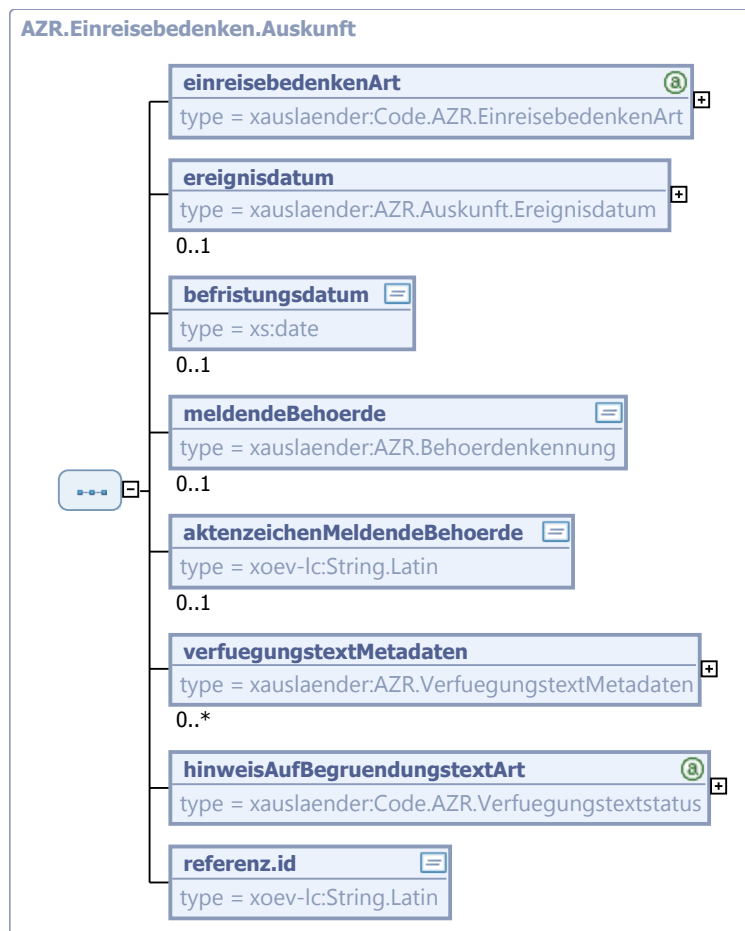 AZR.Einreisebedenken.Auskunft
einreisebedenkenArt
type = xauslaender:Code.AZR.EinreisebedenkenArt
ereignisdatum
type = xauslaender:AZR.Auskunft.Ereignisdatum
0..1
befristungsdatum
type = xs:date
0..1
meldendeBehoerde
type = xauslaender:AZR.Behoerdenkennung
0..1
aktenzeichenMeldendeBehoerde
type = xoev-lc:String.Latin
0..1
verfuegungstextMetadaten
type = xauslaender:AZR.VerfuegungstextMetadaten
0..*
hinweisAufBegruendungstextArt
type = xauslaender:Code.AZR.Verfuegungstextstatus
referenz.id
type = xoev-lc:String.Latin